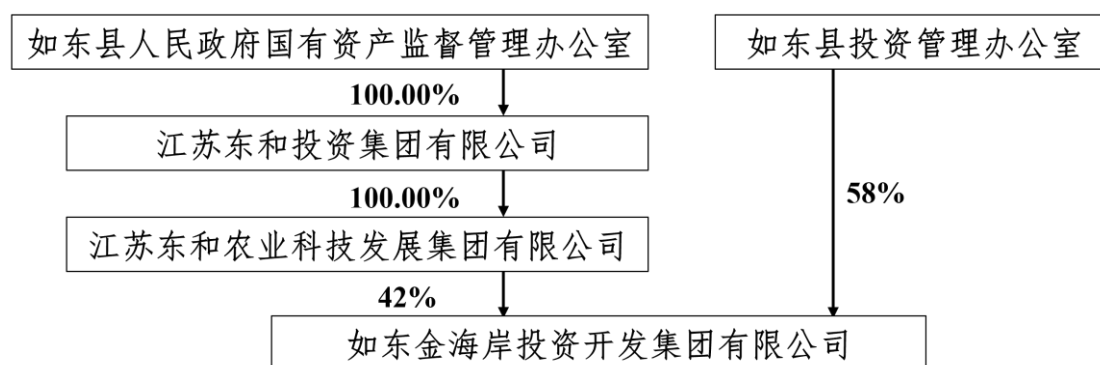 如东县人民政府国有资产监督管理办公室
如东县投资管理办公室
100.00%
江苏东和投资集团有限公司
100.00%
58%
江苏东和农业科技发展集团有限公司
42%
如东金海岸投资开发集团有限公司